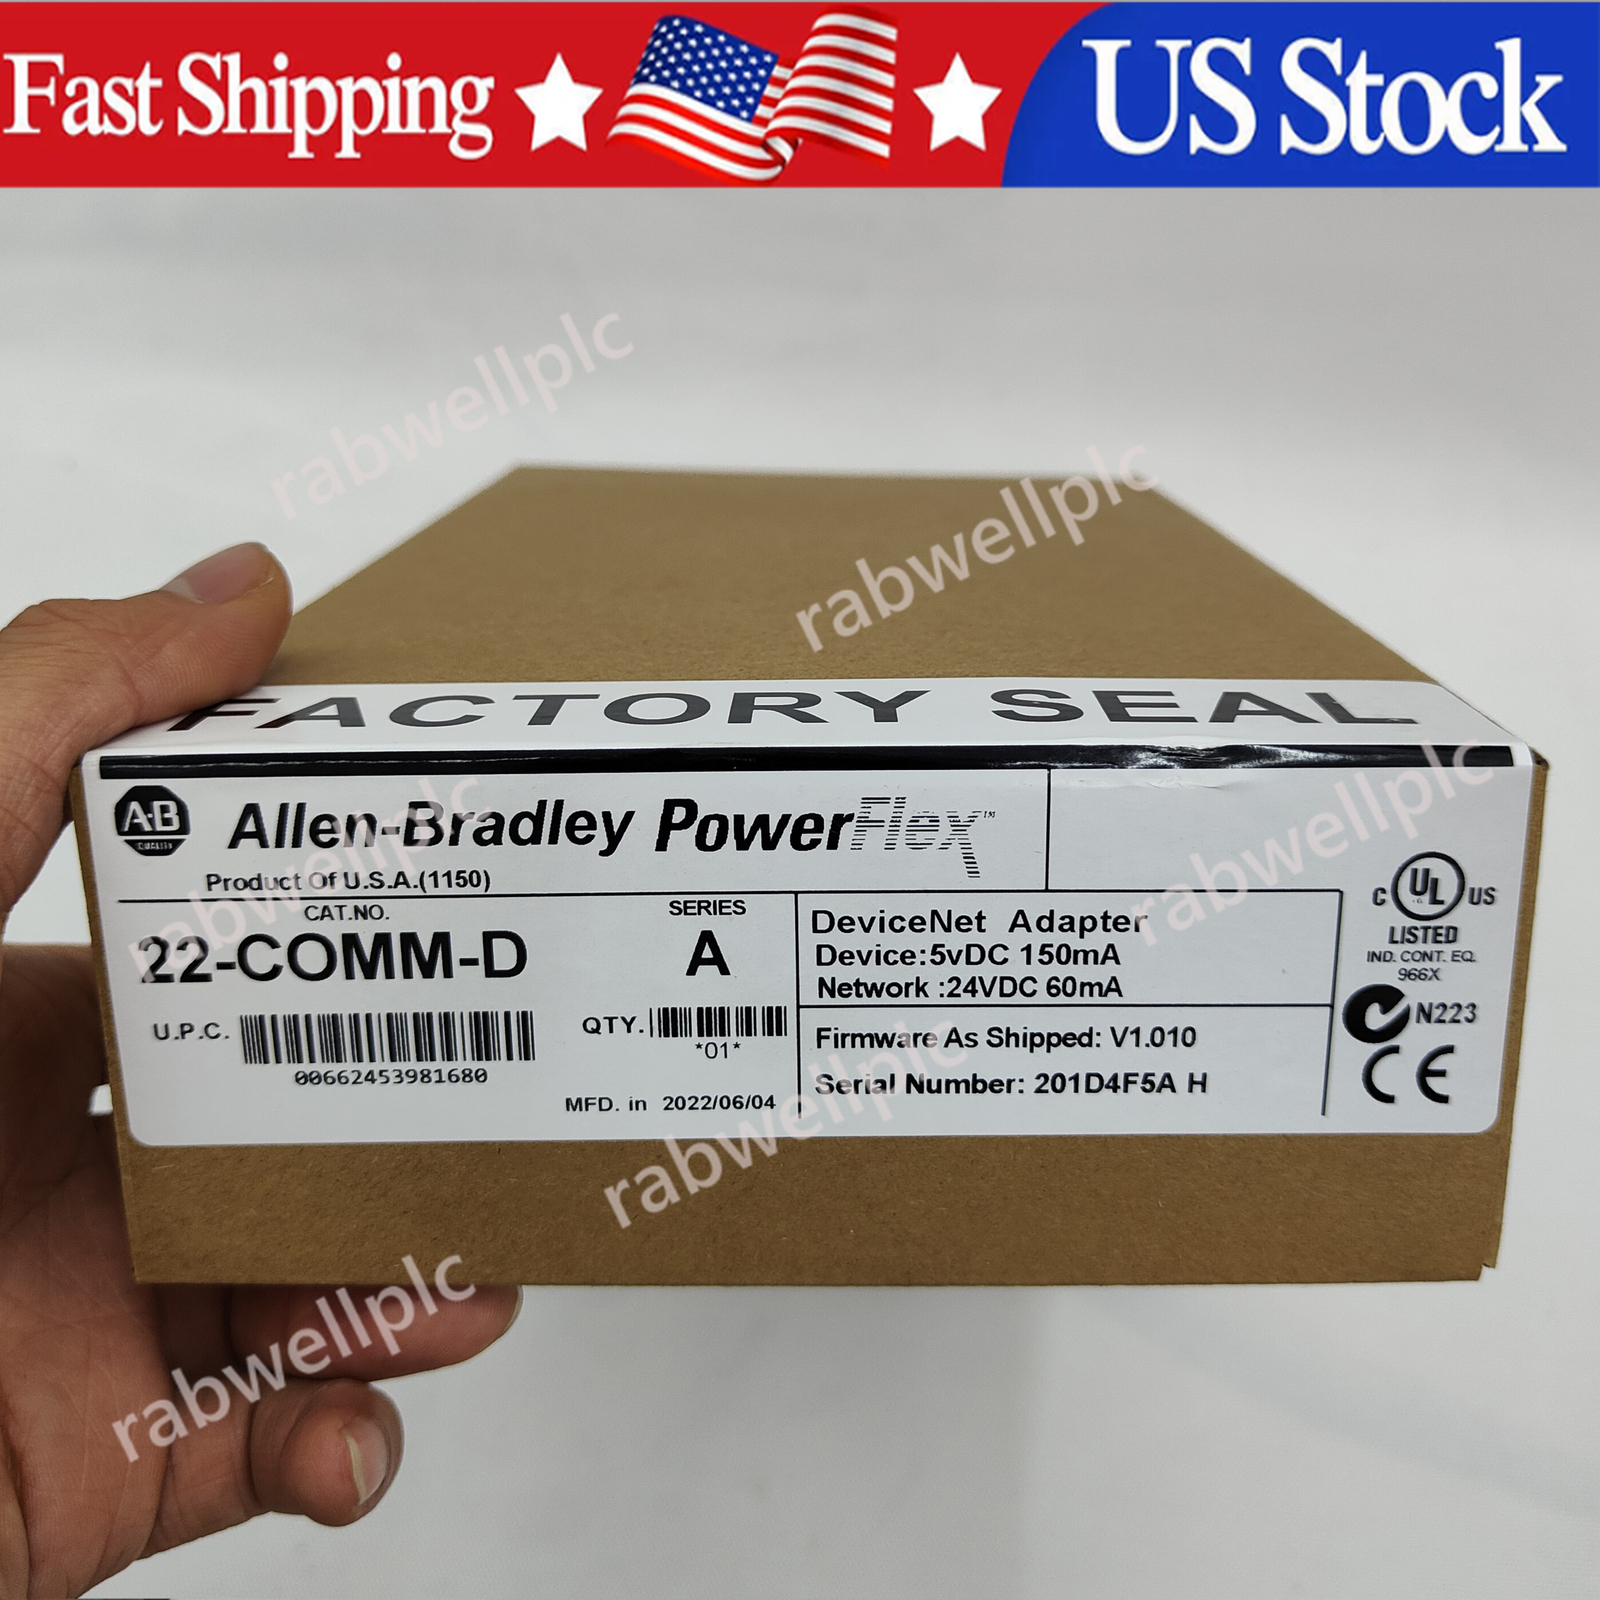 Fast Shipping US Stock
rabwellplc
rabwellplc
FACTORY SEAL
A-B
QUALITY
Allen-Bradley PowerFlex™
rabwellplc
rabwellplc
Product Of U.S.A.(1150)
CAT.NO.
22-COMM-D
SERIES
A
U.P.C.
00662453981680
QTY.
*01*
MFD. in 2022/06/04
DeviceNet Adapter
Device:5vDC 150mA
Network :24VDC 60mA
Firmware As Shipped: V1.010
Serial Number: 201D4F5A H
C UL US
LISTED
IND. CONT. EQ.
966X
N223
CE
rabwellplc
rabwellplc